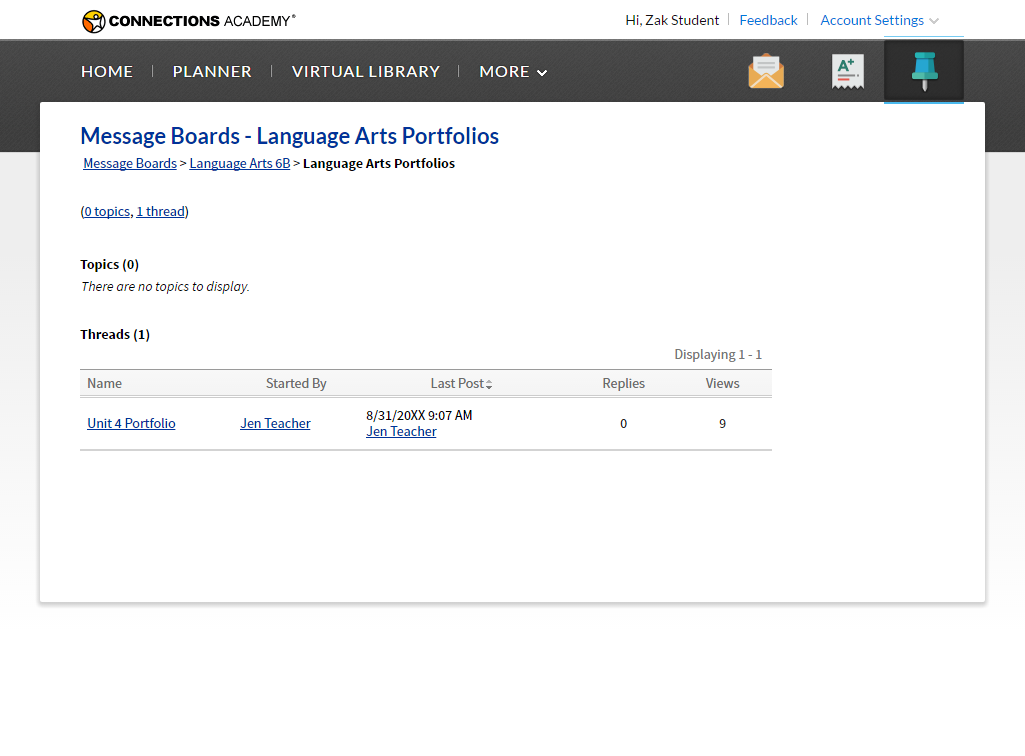 CONNECTIONS ACADEMY®
Hi, Zak Student Feedback Account Settings
HOME PLANNER VIRTUAL LIBRARY MORE
A+
Message Boards - Language Arts Portfolios
Message Boards > Language Arts 6B > Language Arts Portfolios
(0 topics, 1 thread)
Topics (0)
There are no topics to display.
Threads (1)
Displaying 1 - 1
Name Started By Last Post Replies Views
Unit 4 Portfolio Jen Teacher 8/31/20XX 9:07 AM 0 9
Jen Teacher